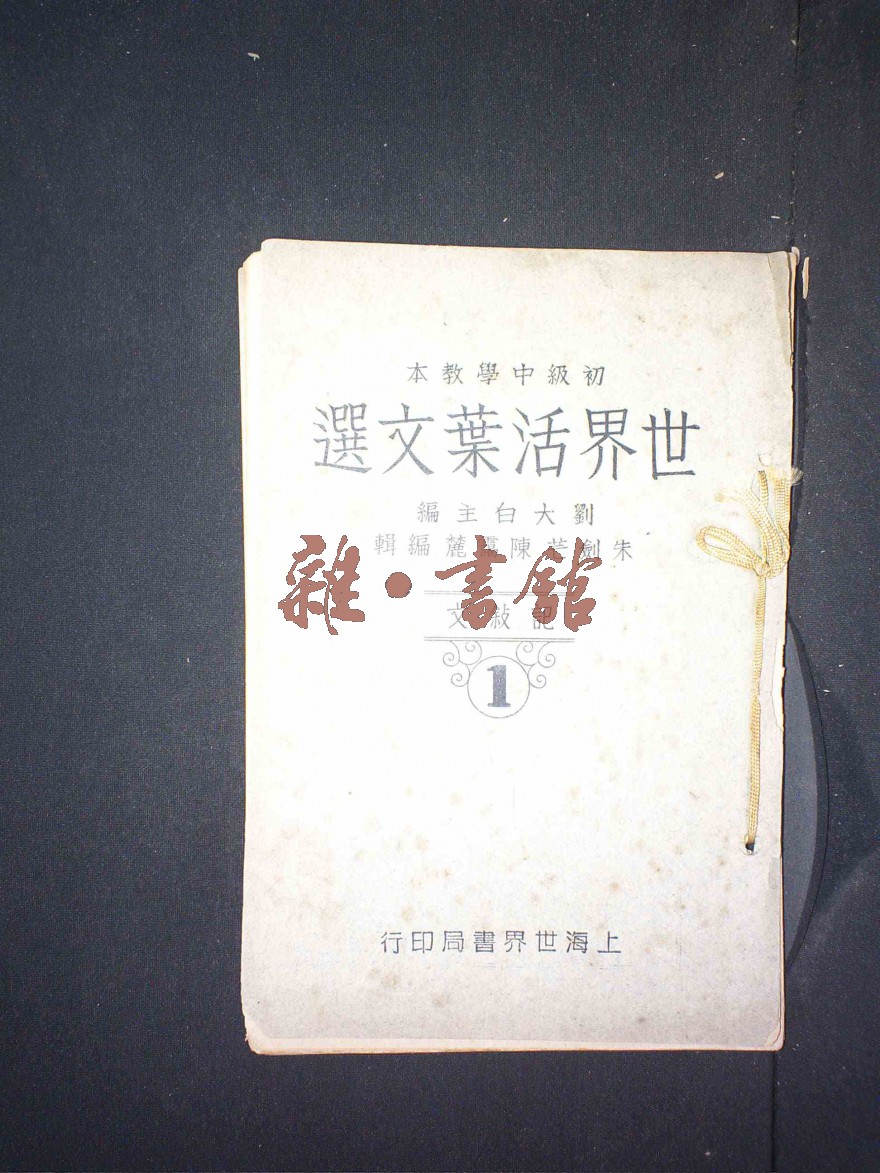 初級中學教本
世界活葉文選
劉大白主編
朱劍芒陳靄麓編輯
雜·書館
記敍文
1
上海世界書局印行